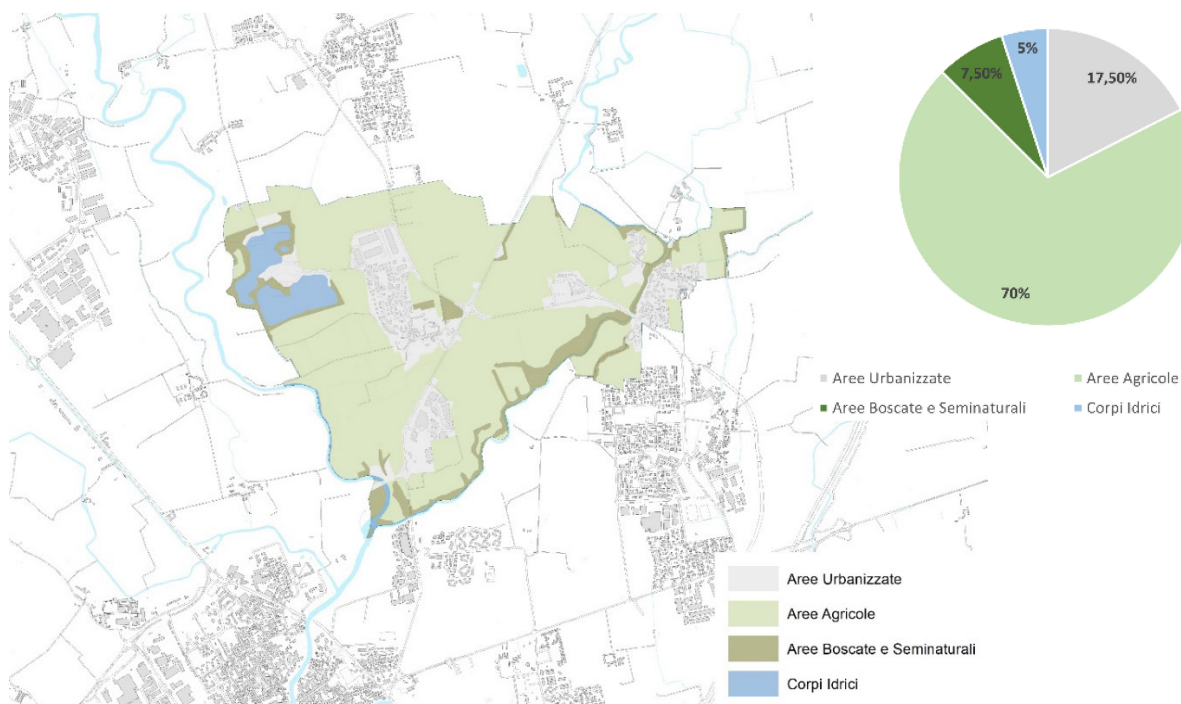 5%
7,50%
17,50%
70%
Aree Urbanizzate
Aree Agricole
Aree Boscate e Seminaturali
Corpi Idrici
Aree Urbanizzate
Aree Agricole
Aree Boscate e Seminaturali
Corpi Idrici